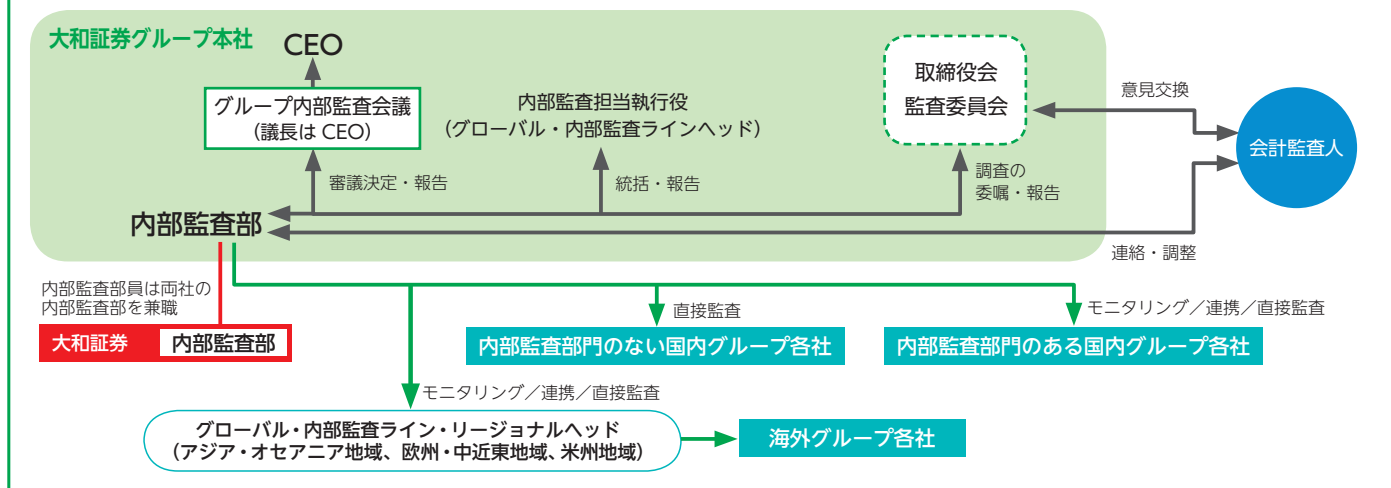 大和証券グループ本社
CEO
グループ内部監査会議
(議長は CEO)
内部監査担当執行役
(グローバル・内部監査ラインヘッド)
取締役会
監査委員会
意見交換
会計監査人
審議決定・報告
統括・報告
調査の
委嘱・報告
内部監査部
連絡・調整
内部監査部員は両社の
内部監査部を兼職
大和証券 内部監査部
直接監査
内部監査部門のない国内グループ各社
モニタリング/連携/直接監査
内部監査部門のある国内グループ各社
モニタリング/連携/直接監査
グローバル・内部監査ライン・リージョナルヘッド
(アジア・オセアニア地域、欧州・中近東地域、米州地域)
海外グループ各社